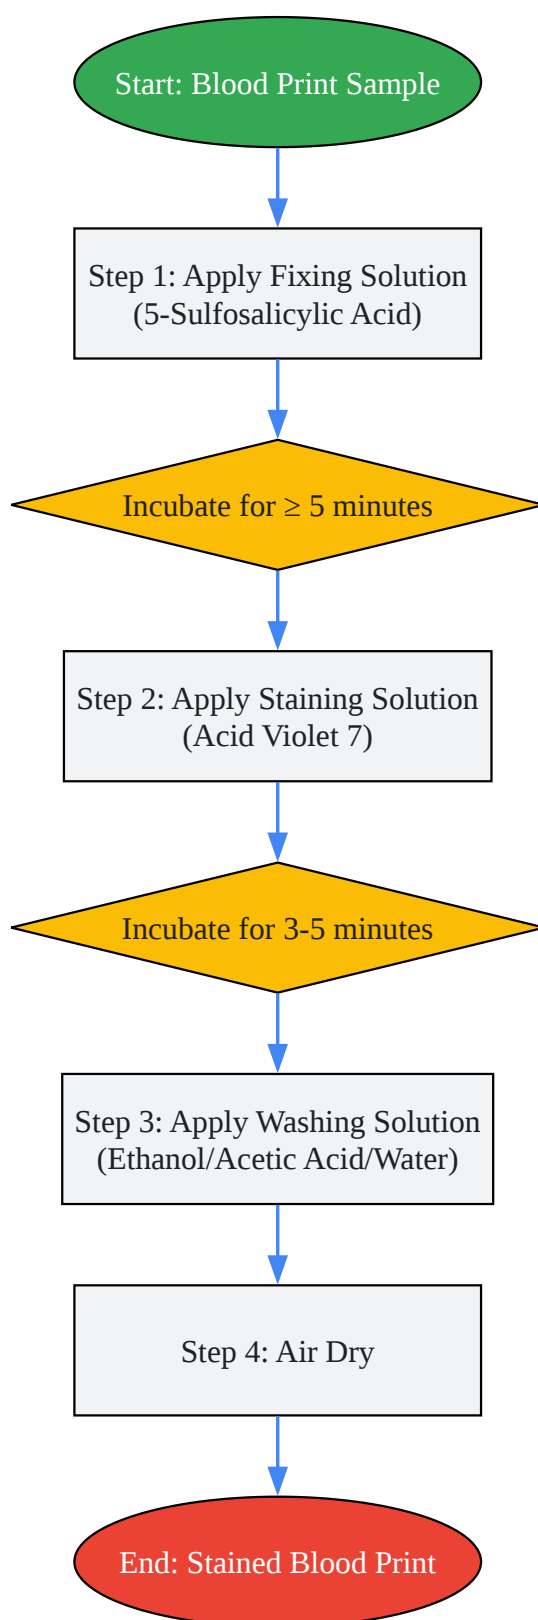 Start: Blood Print Sample
Step 1: Apply Fixing Solution
(5-Sulfosalicylic Acid)
Incubate for ≥ 5 minutes
Step 2: Apply Staining Solution
(Acid Violet 7)
Incubate for 3-5 minutes
Step 3: Apply Washing Solution
(Ethanol/Acetic Acid/Water)
Step 4: Air Dry
End: Stained Blood Print